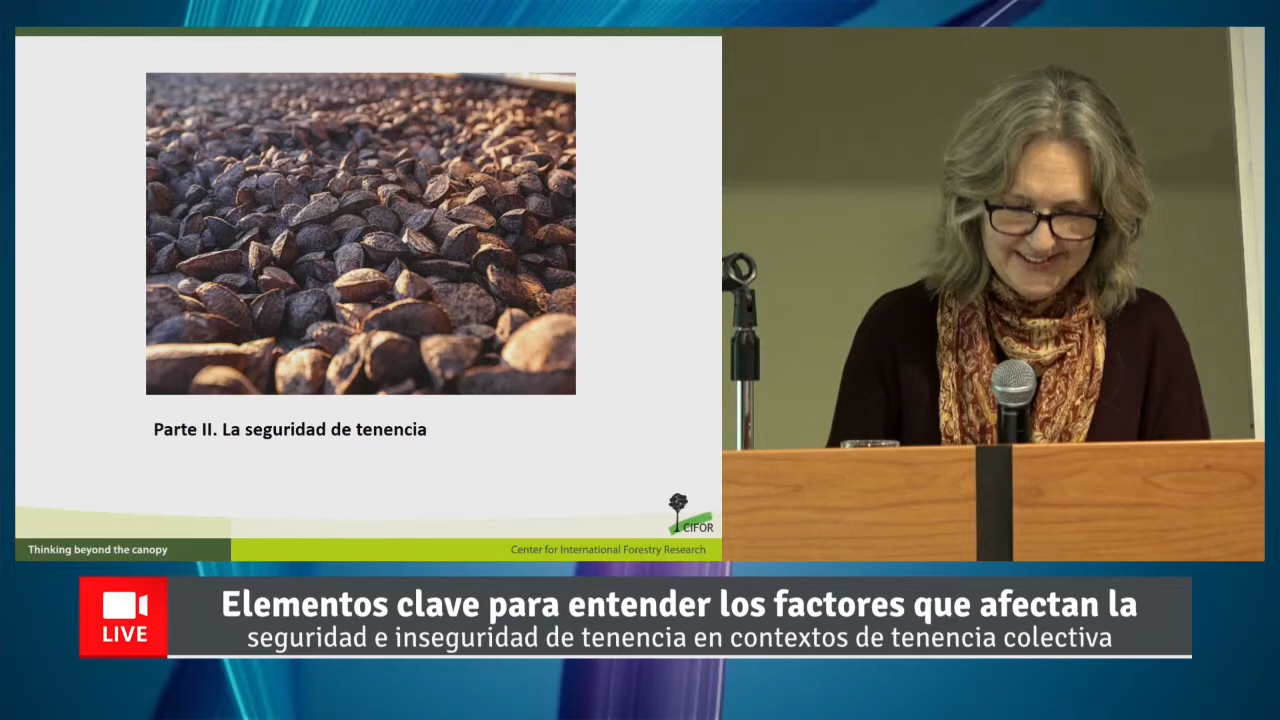 Parte II. La seguridad de tenencia
CIFOR
Thinking beyond the canopy
Center for International Forestry Research
LIVE
Elementos clave para entender los factores que afectan la
seguridad e inseguridad de tenencia en contextos de tenencia colectiva